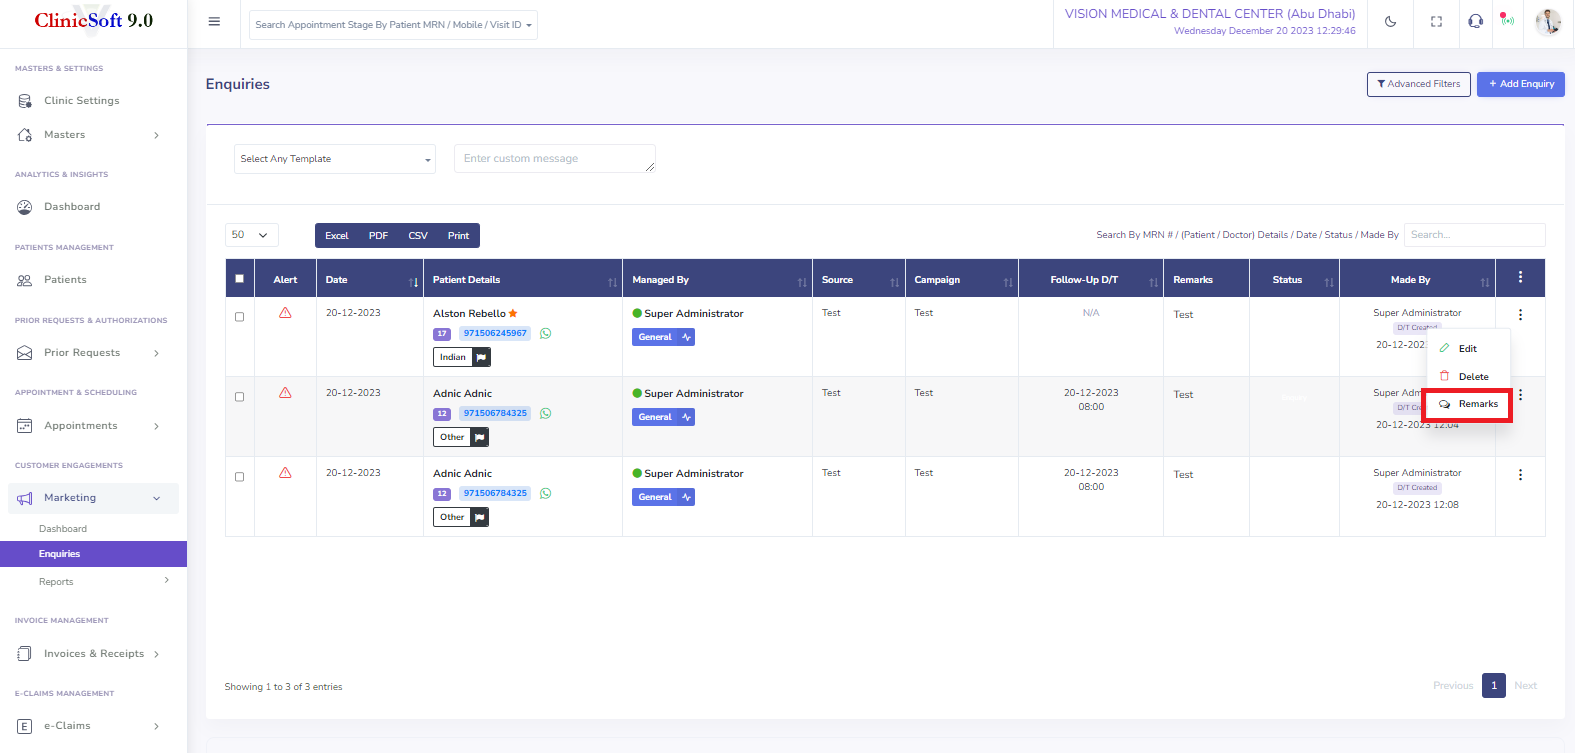 ClinicSoft 9.0
Search Appointment Stage By Patient MRN / Mobile / Visit ID
VISION MEDICAL & DENTAL CENTER (Abu Dhabi)
Wednesday December 20 2023 12:29:46
MASTERS & SETTINGS
Clinic Settings
Masters
ANALYTICS & INSIGHTS
Dashboard
PATIENTS MANAGEMENT
Patients
PRIOR REQUESTS & AUTHORIZATIONS
Prior Requests
APPOINTMENT & SCHEDULING
Appointments
CUSTOMER ENGAGEMENTS
Marketing
Dashboard
Enquiries
Reports
INVOICE MANAGEMENT
Invoices & Receipts
E-CLAIMS MANAGEMENT
E e-Claims
Enquiries
Advanced Filters + Add Enquiry
Select Any Template Enter custom message
50 Excel PDF CSV Print Search By MRN # / (Patient / Doctor) Details / Date / Status / Made By Search...
Alert Date Patient Details Managed By Source Campaign Follow-Up D/T Remarks Status Made By
20-12-2023 Alston Rebello Super Administrator Test Test N/A Test Super Administrator
17 971506245967 General D/T Created
Indian 20-12-202
Edit
Delete
Remarks
20-12-2023 Adnic Adnic Super Administrator Test Test 20-12-2023 Test Super Adm
12 971506784325 General 08:00 D/T Cre
Other 20-12-2023 12:04
20-12-2023 Adnic Adnic Super Administrator Test Test 20-12-2023 Test Super Administrator
12 971506784325 General 08:00 D/T Created
Other 20-12-2023 12:08
Showing 1 to 3 of 3 entries Previous 1 Next